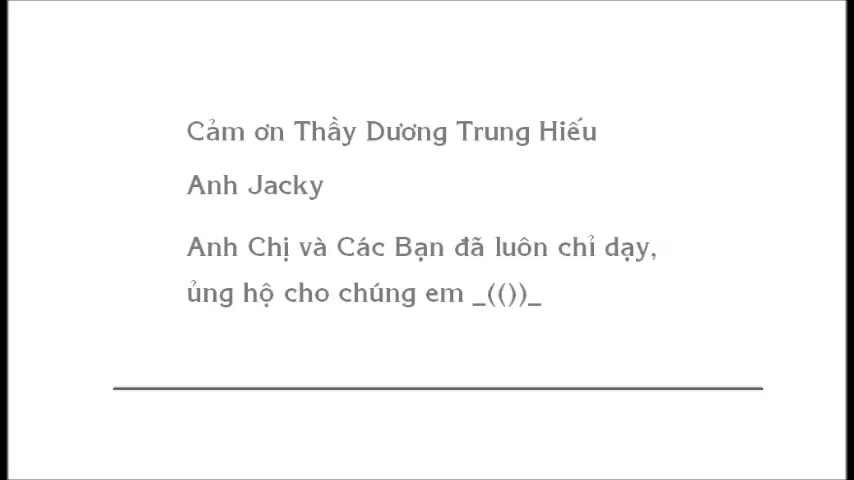 Cảm ơn Thầy Dương Trung Hiếu
Anh Jacky
Anh Chị và Các Bạn đã luôn chỉ dạy,
ủng hộ cho chúng em _(())_